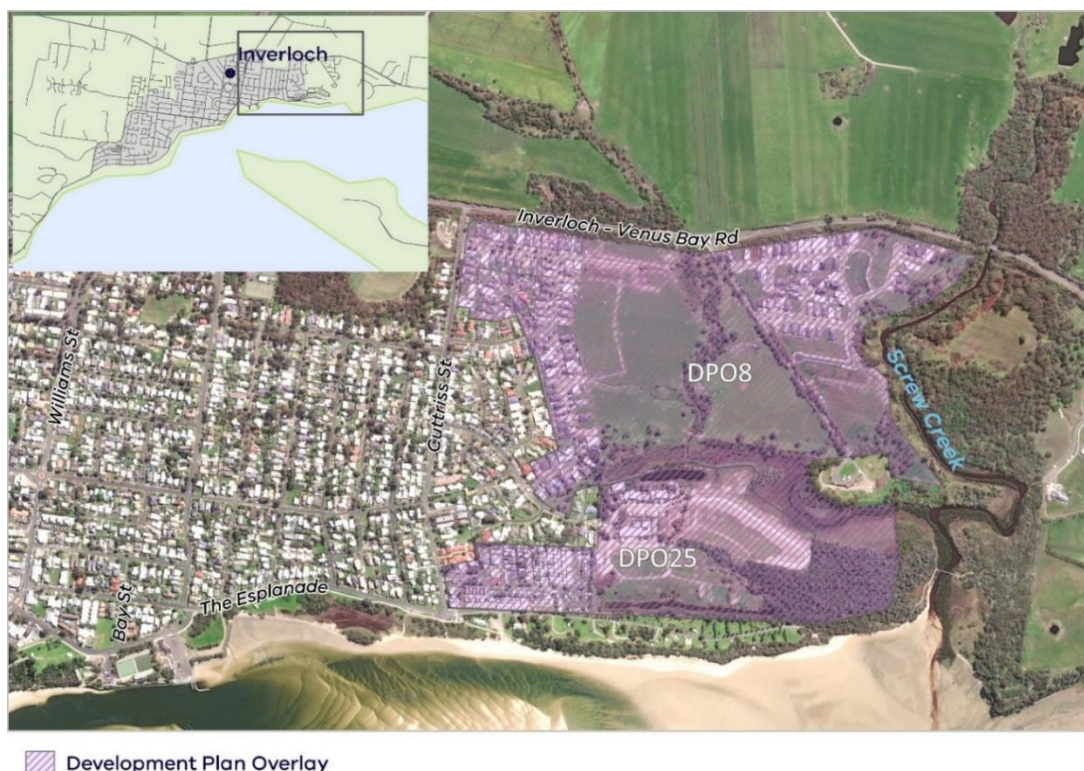 Inverloch
Inverloch - Venus Bay Rd
Williams St
Cuttriss St
DPO8
Screw Creek
DPO25
The Esplanade
Bay St
Development Plan Overlay